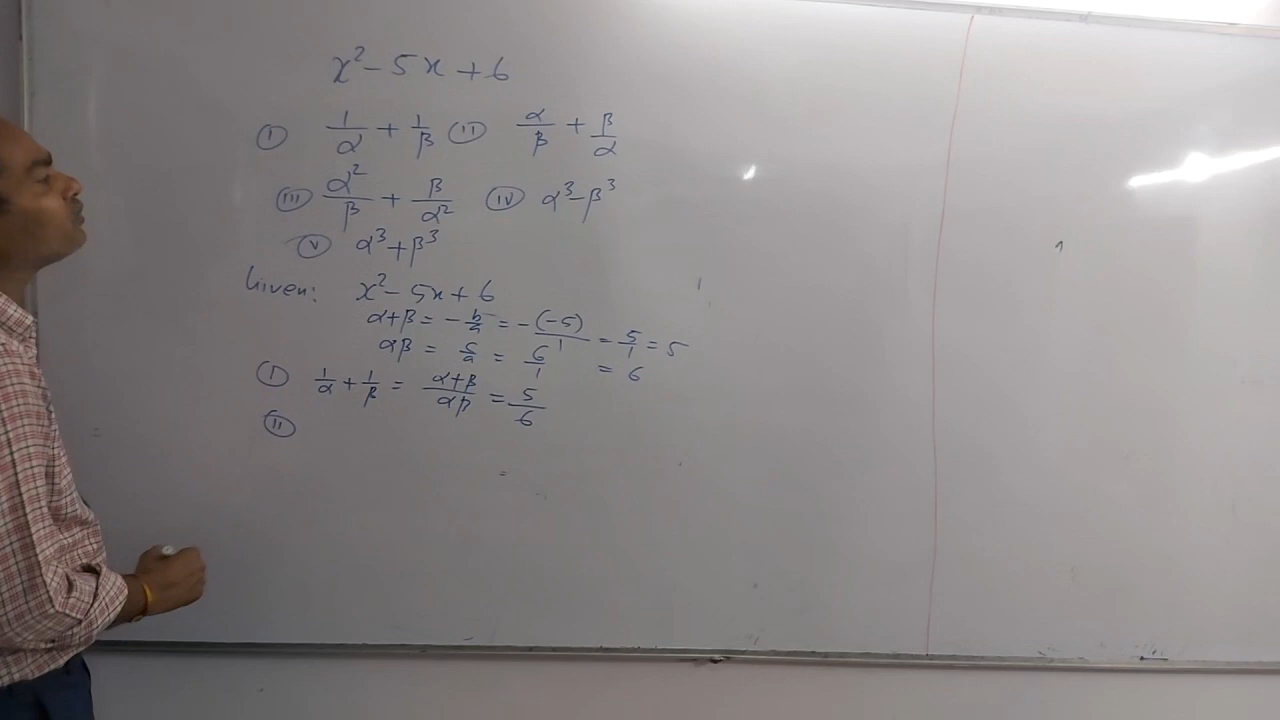 x² - 5x + 6
(I) 1/α + 1/β (II) α/β + β/α
(III) α²/β + β/α² (IV) α³ - β³
(V) α³ + β³
Given: x² - 5x + 6
α + β = - b/a = - (-5)/1 = 5/1 = 5
αβ = c/a = 6/1 = 6
(I) 1/α + 1/β = α+β/αβ = 5/6
(II)